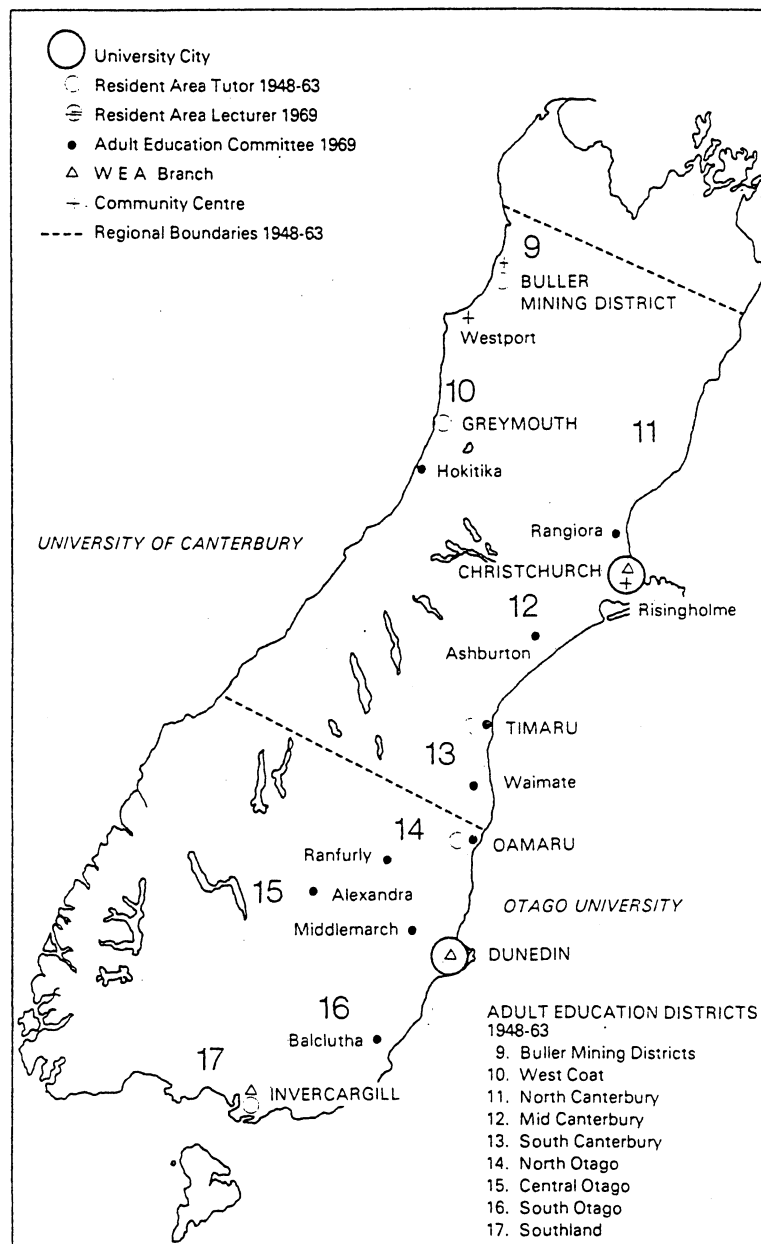 University City
Resident Area Tutor 1948-63
Resident Area Lecturer 1969
Adult Education Committee 1969
W E A Branch
Community Centre
Regional Boundaries 1948-63
9
BULLER
MINING DISTRICT
Westport
10
GREYMOUTH
11
Hokitika
UNIVERSITY OF CANTERBURY
Rangiora
CHRISTCHURCH
12
Risingholme
Ashburton
TIMARU
13
Waimate
14
OAMARU
Ranfurly
15
Alexandra
OTAGO UNIVERSITY
Middlemarch
DUNEDIN
16
Balclutha
17
INVERCARGILL
ADULT EDUCATION DISTRICTS
1948-63
9. Buller Mining Districts
10. West Coat
11. North Canterbury
12. Mid Canterbury
13. South Canterbury
14. North Otago
15. Central Otago
16. South Otago
17. Southland